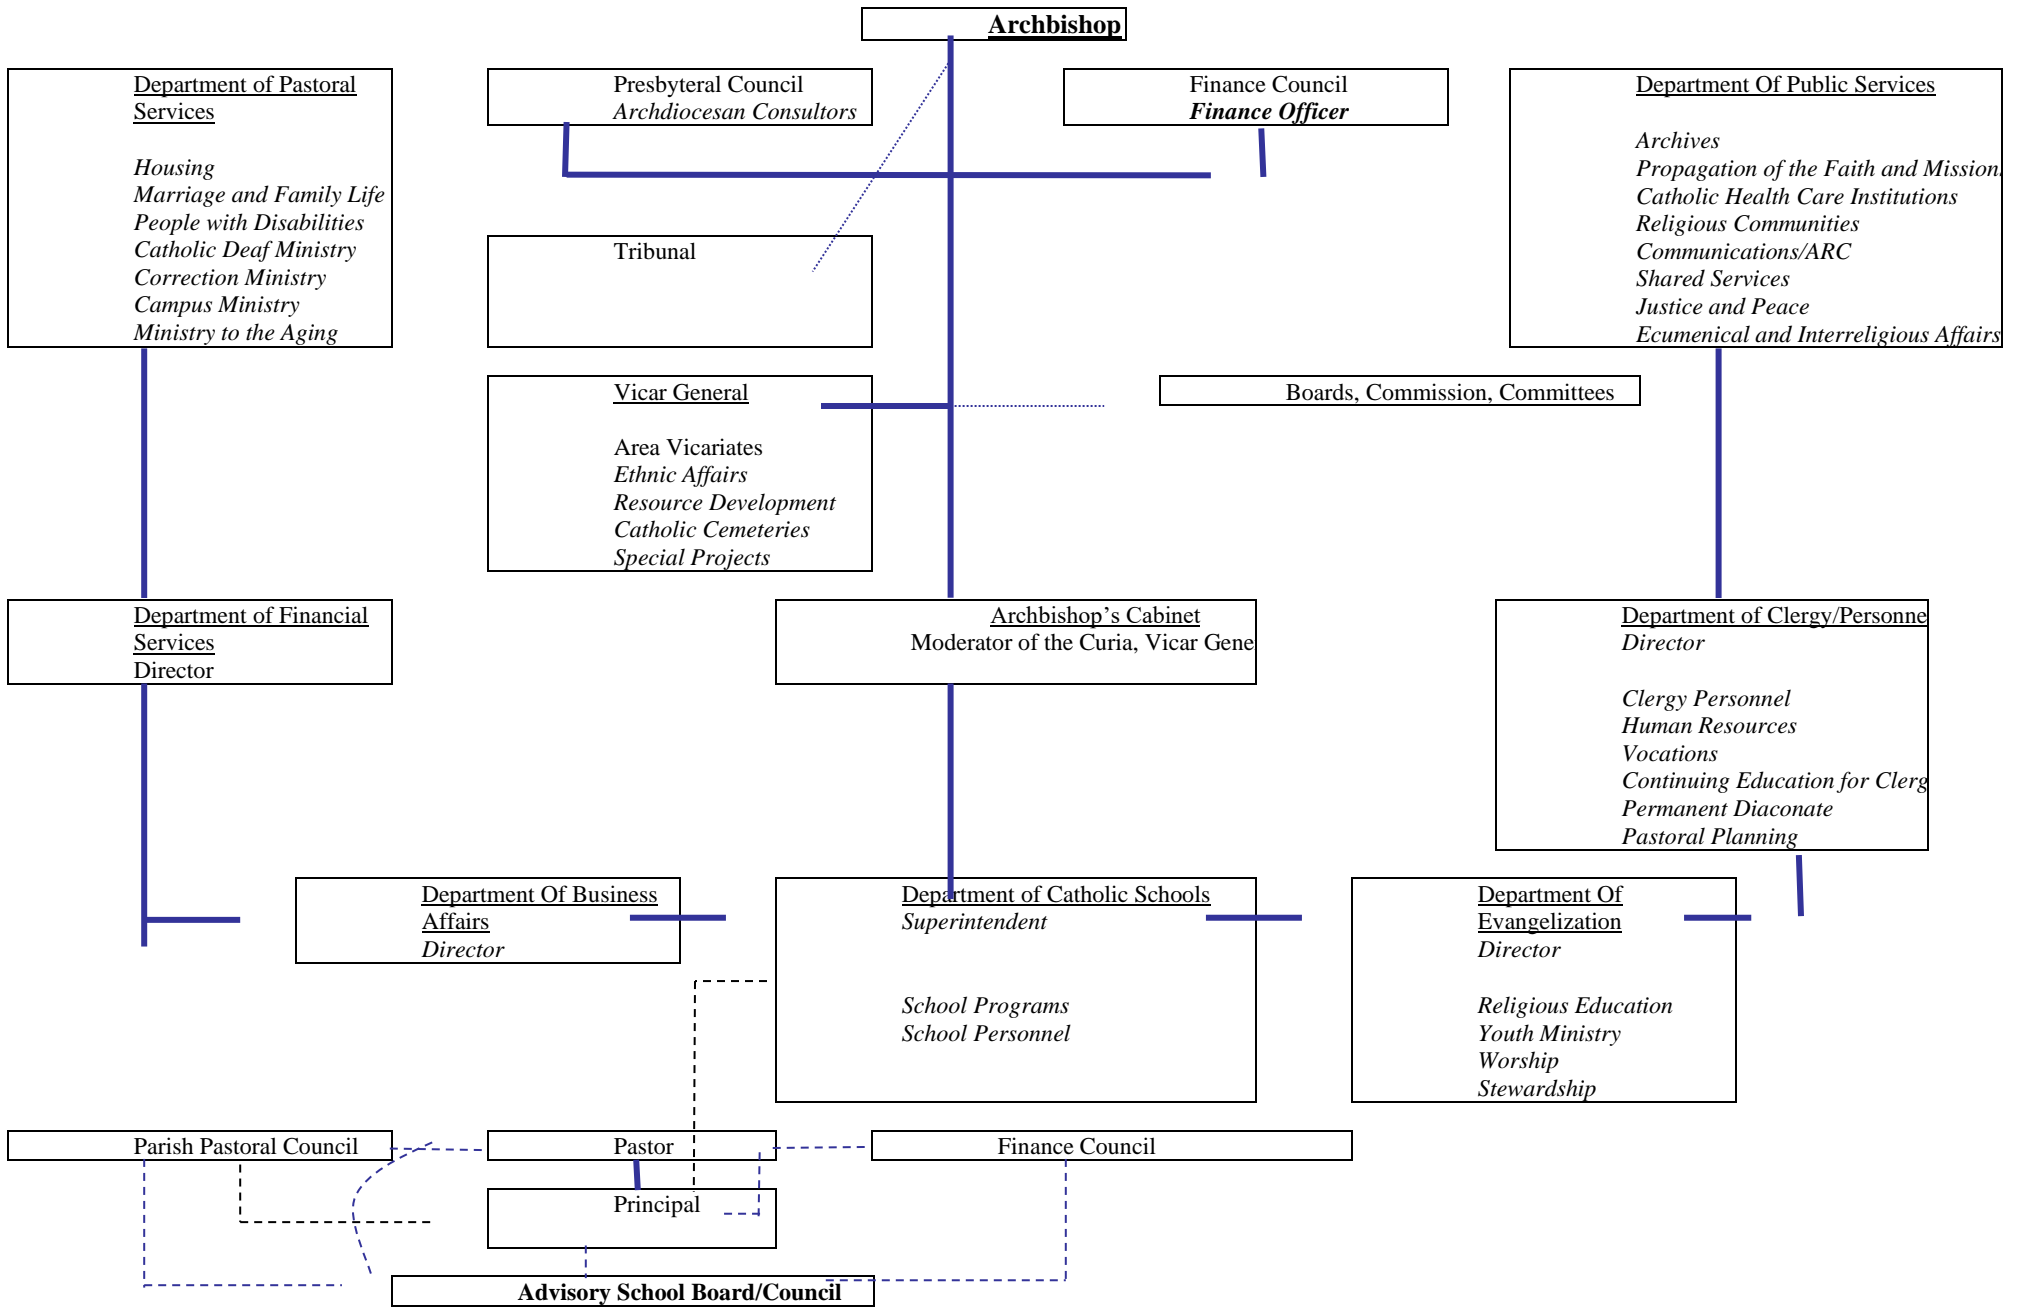 Archbishop
Department of Pastoral
Services
Housing
Marriage and Family Life
People with Disabilities
Catholic Deaf Ministry
Correction Ministry
Campus Ministry
Ministry to the Aging
Presbyteral Council
Archdiocesan Consultors
Finance Council
Finance Officer
Department Of Public Services
Archives
Propagation of the Faith and Mission
Catholic Health Care Institutions
Religious Communities
Communications/ARC
Shared Services
Justice and Peace
Ecumenical and Interreligious Affairs
Tribunal
Vicar General
Area Vicariates
Ethnic Affairs
Resource Development
Catholic Cemeteries
Special Projects
Boards, Commission, Committees
Department of Financial
Services
Director
Archbishop’s Cabinet
Moderator of the Curia, Vicar Gene
Department of Clergy/Personne
Director
Clergy Personnel
Human Resources
Vocations
Continuing Education for Clerg
Permanent Diaconate
Pastoral Planning
Department Of Business
Affairs
Director
Department of Catholic Schools
Superintendent
School Programs
School Personnel
Department Of
Evangelization
Director
Religious Education
Youth Ministry
Worship
Stewardship
Parish Pastoral Council
Pastor
Finance Council
Principal
Advisory School Board/Council